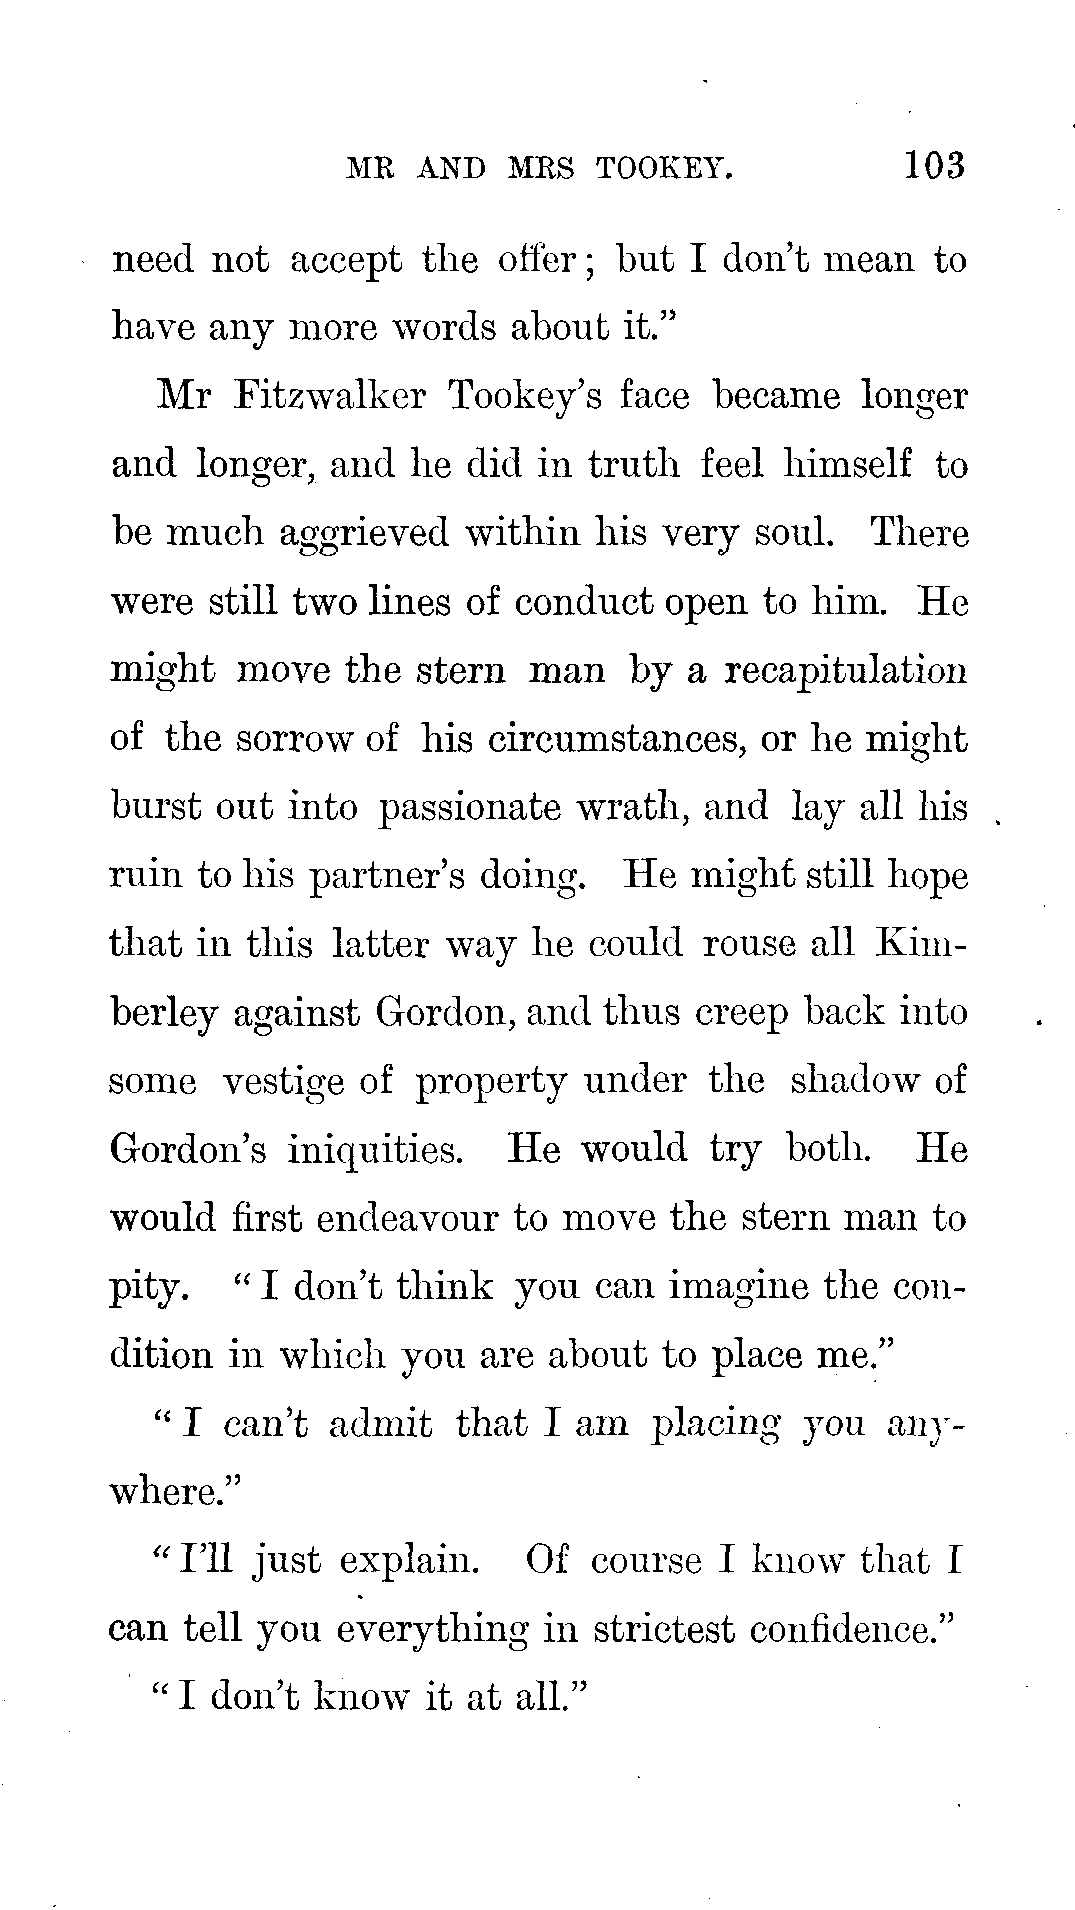 MR AND MRS TOOKEY. 103
need not accept the offer; but I don't mean to
have any more words about it."
Mr Fitzwalker Tookey's face became longer
and longer, and he did in truth feel himself to
be much aggrieved within his very soul. There
were still two lines of conduct open to him. He
might move the stern man by a recapitulation
of the sorrow of his circumstances, or he might
burst out into passionate wrath, and lay all his
ruin to his partner's doing. He might still hope
that in this latter way he could rouse all Kim-
berley against Gordon, and thus creep back into
some vestige of property under the shadow of
Gordon's iniquities. He would try both. He
would first endeavour to move the stern man to
pity. "I don't think you can imagine the con-
dition in which you are about to place me."
"I can't admit that I am placing you any-
where."
"I'll just explain. Of course I know that I
can tell you everything in strictest confidence."
"I don't know it at all."